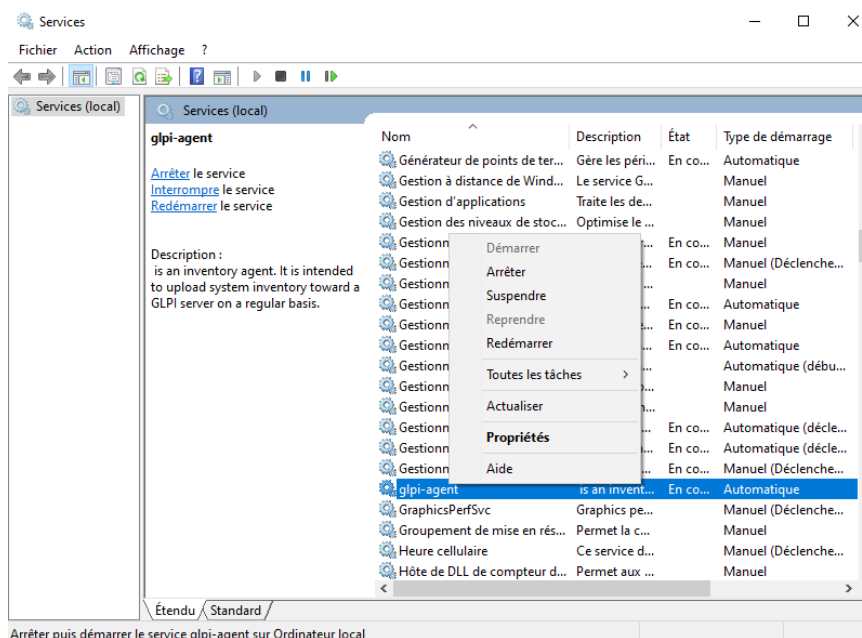 Services
Fichier Action Affichage ?
Services (local)
Services (local)
glpi-agent
Arrêter le service
Interrompre le service
Redémarrer le service
Description :
is an inventory agent. It is intended
to upload system inventory toward a
GLPI server on a regular basis.
Nom Description État Type de démarrage
Générateur de points de ter... Gère les péri... En co... Automatique
Gestion à distance de Wind... Le service G... Manuel
Gestion d'applications Traite les de... Manuel
Gestion des niveaux de stoc... Optimise le ... Manuel
Gestionn ... En co... Manuel
Gestionn ... En co... Manuel (Déclenche...
Gestionn ... Manuel
Gestionn ... En co... Automatique
Gestionn ... En co... Manuel
Gestionn ... En co... Automatique
Gestionn ... Automatique (débu...
Gestionn ... Manuel
Gestionn ... Manuel
Gestionn ... En co... Automatique (décle...
Gestionn ... En co... Automatique (décle...
Gestionn ... En co... Manuel (Déclenche...
glpi-agent is an invent... En co... Automatique
GraphicsPerfSvc Graphics pe... Manuel (Déclenche...
Groupement de mise en rés... Permet la c... Manuel
Heure cellulaire Ce service d... Manuel (Déclenche...
Hôte de DLL de compteur d... Permet aux ... Manuel
Démarrer
Arrêter
Suspendre
Reprendre
Redémarrer
Toutes les tâches
Actualiser
Propriétés
Aide
Étendu Standard
Arrêter puis démarrer le service glpi-agent sur Ordinateur local